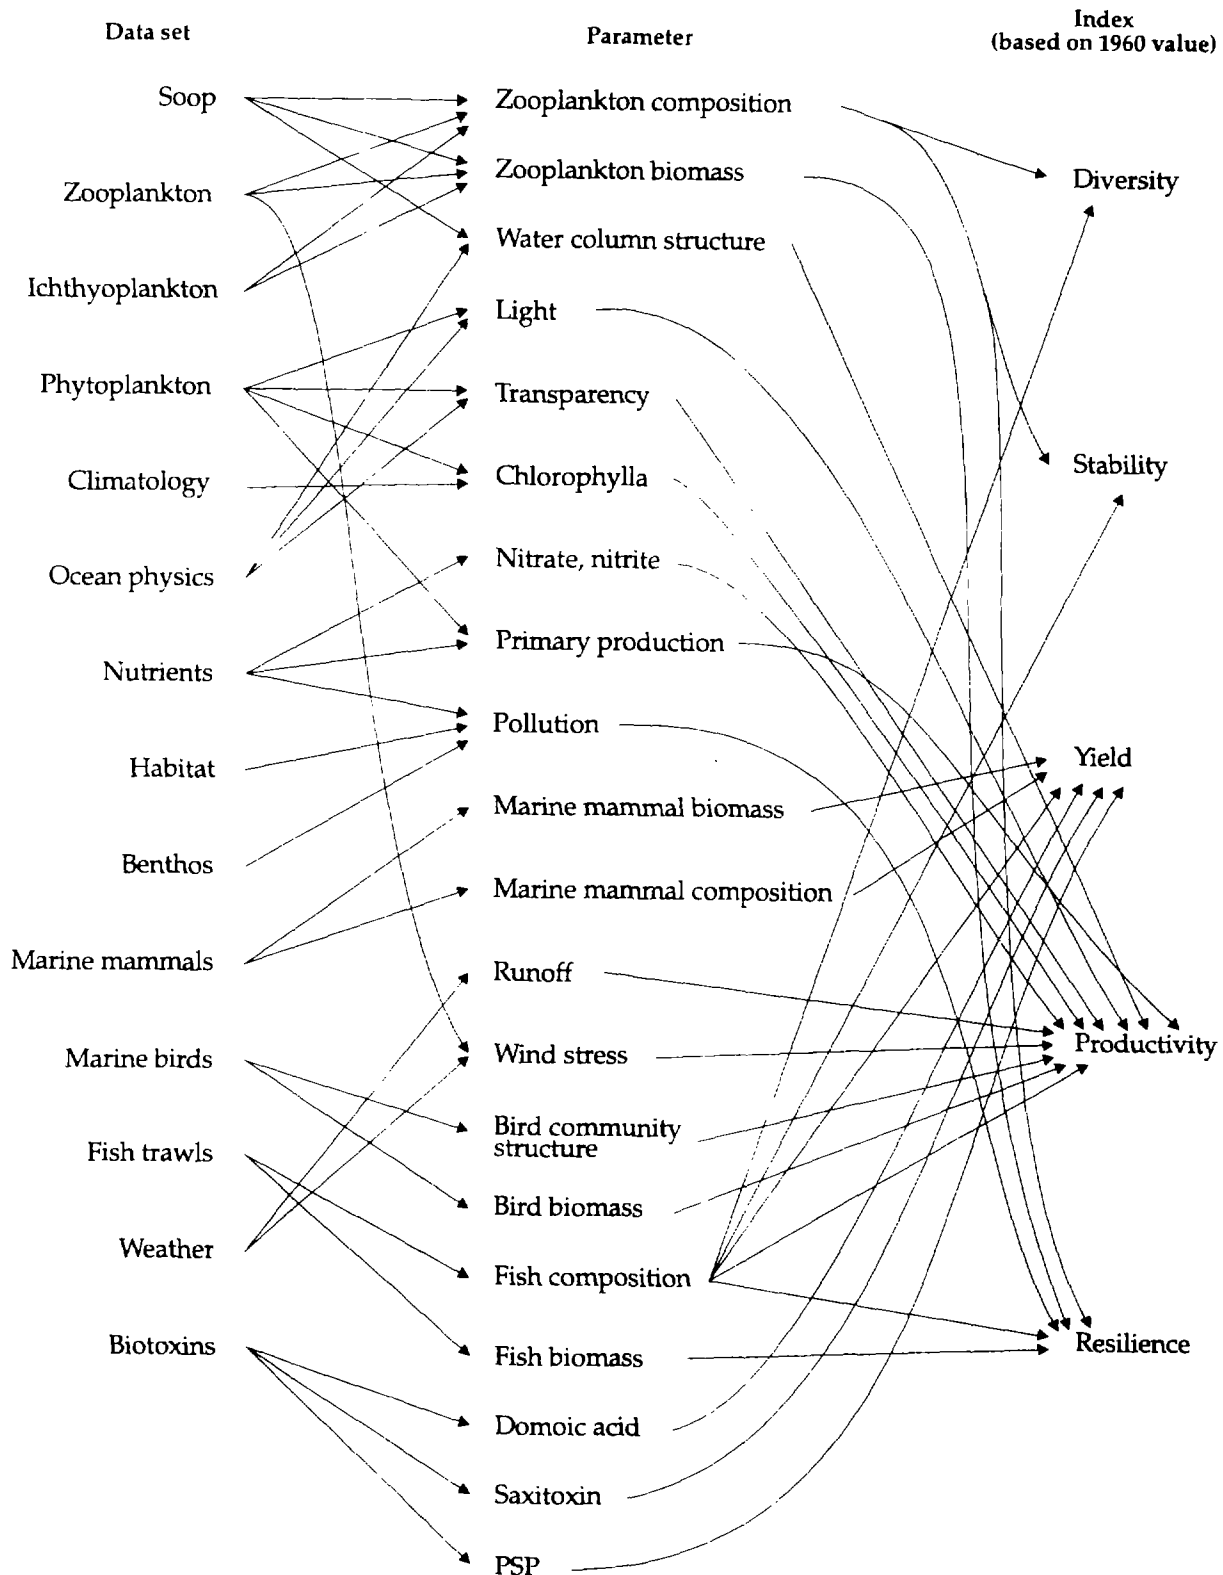 Data set
Parameter
Index
(based on 1960 value)
Soop
Zooplankton
Ichthyoplankton
Phytoplankton
Climatology
Ocean physics
Nutrients
Habitat
Benthos
Marine mammals
Marine birds
Fish trawls
Weather
Biotoxins
Zooplankton composition
Zooplankton biomass
Water column structure
Light
Transparency
Chlorophylla
Nitrate, nitrite
Primary production
Pollution
Marine mammal biomass
Marine mammal composition
Runoff
Wind stress
Bird community
structure
Bird biomass
Fish composition
Fish biomass
Domoic acid
Saxitoxin
PSP
Diversity
Stability
Yield
Productivity
Resilience